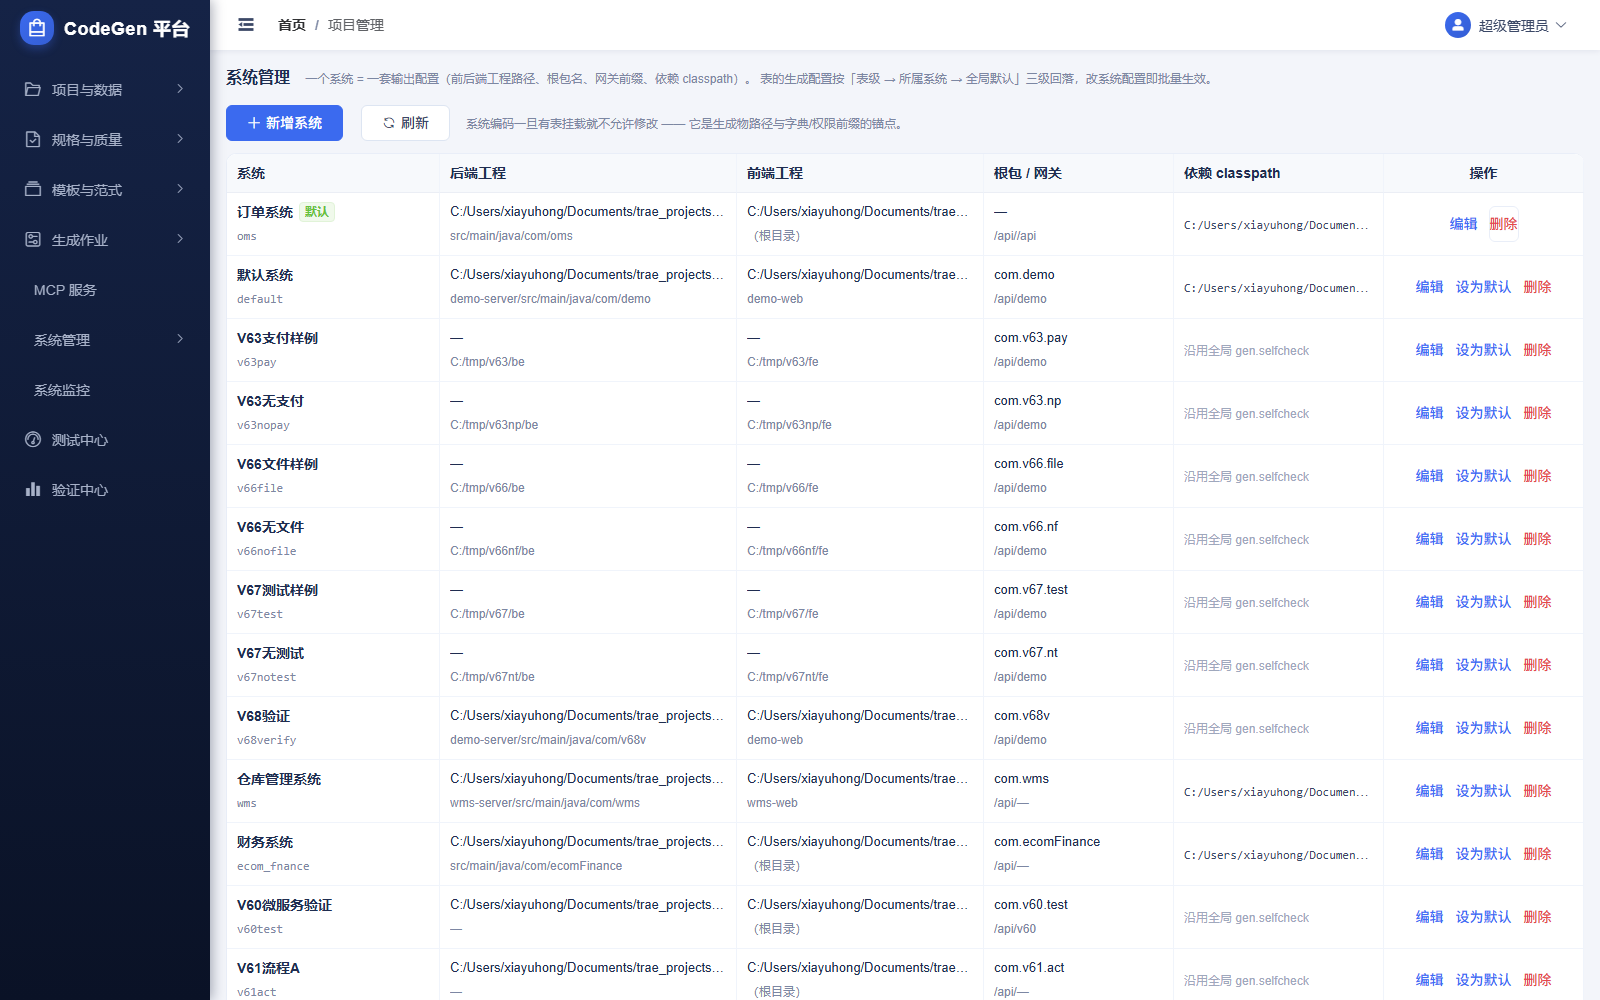 CodeGen 平台
项目与数据
规格与质量
模板与范式
生成作业
MCP 服务
系统管理
系统监控
测试中心
验证中心
首页 / 项目管理
超级管理员
系统管理 一个系统 = 一套输出配置（前后端工程路径、根包名、网关前缀、依赖 classpath）。 表的生成配置按「表级 → 所属系统 → 全局默认」三级回落，改系统配置即批量生效。
新增系统 刷新 系统编码一旦有表挂载就不允许修改 —— 它是生成物路径与字典/权限前缀的锚点。
系统 后端工程 前端工程 根包 / 网关 依赖 classpath 操作
订单系统 默认 C:/Users/xiayuhong/Documents/trae_projects... C:/Users/xiayuhong/Documents/trae... — C:/Users/xiayuhong/Documen... 编辑 删除
oms src/main/java/com/oms （根目录） /api//api
默认系统 C:/Users/xiayuhong/Documents/trae_projects... C:/Users/xiayuhong/Documents/trae... com.demo C:/Users/xiayuhong/Documen... 编辑 设为默认 删除
default demo-server/src/main/java/com/demo demo-web /api/demo
V63支付样例 — — com.v63.pay 沿用全局 gen.selfcheck 编辑 设为默认 删除
v63pay C:/tmp/v63/be C:/tmp/v63/fe /api/demo
V63无支付 — — com.v63.np 沿用全局 gen.selfcheck 编辑 设为默认 删除
v63nopay C:/tmp/v63np/be C:/tmp/v63np/fe /api/demo
V66文件样例 — — com.v66.file 沿用全局 gen.selfcheck 编辑 设为默认 删除
v66file C:/tmp/v66/be C:/tmp/v66/fe /api/demo
V66无文件 — — com.v66.nf 沿用全局 gen.selfcheck 编辑 设为默认 删除
v66nofile C:/tmp/v66nf/be C:/tmp/v66nf/fe /api/demo
V67测试样例 — — com.v67.test 沿用全局 gen.selfcheck 编辑 设为默认 删除
v67test C:/tmp/v67/be C:/tmp/v67/fe /api/demo
V67无测试 — — com.v67.nt 沿用全局 gen.selfcheck 编辑 设为默认 删除
v67notest C:/tmp/v67nt/be C:/tmp/v67nt/fe /api/demo
V68验证 C:/Users/xiayuhong/Documents/trae_projects... C:/Users/xiayuhong/Documents/trae... com.v68v 沿用全局 gen.selfcheck 编辑 设为默认 删除
v68verify demo-server/src/main/java/com/v68v demo-web /api/demo
仓库管理系统 C:/Users/xiayuhong/Documents/trae_projects... C:/Users/xiayuhong/Documents/trae... com.wms C:/Users/xiayuhong/Documen... 编辑 设为默认 删除
wms wms-server/src/main/java/com/wms wms-web /api/—
财务系统 C:/Users/xiayuhong/Documents/trae_projects... C:/Users/xiayuhong/Documents/trae... com.ecomFinance C:/Users/xiayuhong/Documen... 编辑 设为默认 删除
ecom_fnance src/main/java/com/ecomFinance （根目录） /api/—
V60微服务验证 C:/Users/xiayuhong/Documents/trae_projects... C:/Users/xiayuhong/Documents/trae... com.v60.test 沿用全局 gen.selfcheck 编辑 设为默认 删除
v60test — （根目录） /api/v60
V61流程A C:/Users/xiayuhong/Documents/trae_projects... C:/Users/xiayuhong/Documents/trae... com.v61.act 沿用全局 gen.selfcheck 编辑 设为默认 删除
v61act — （根目录） /api/—